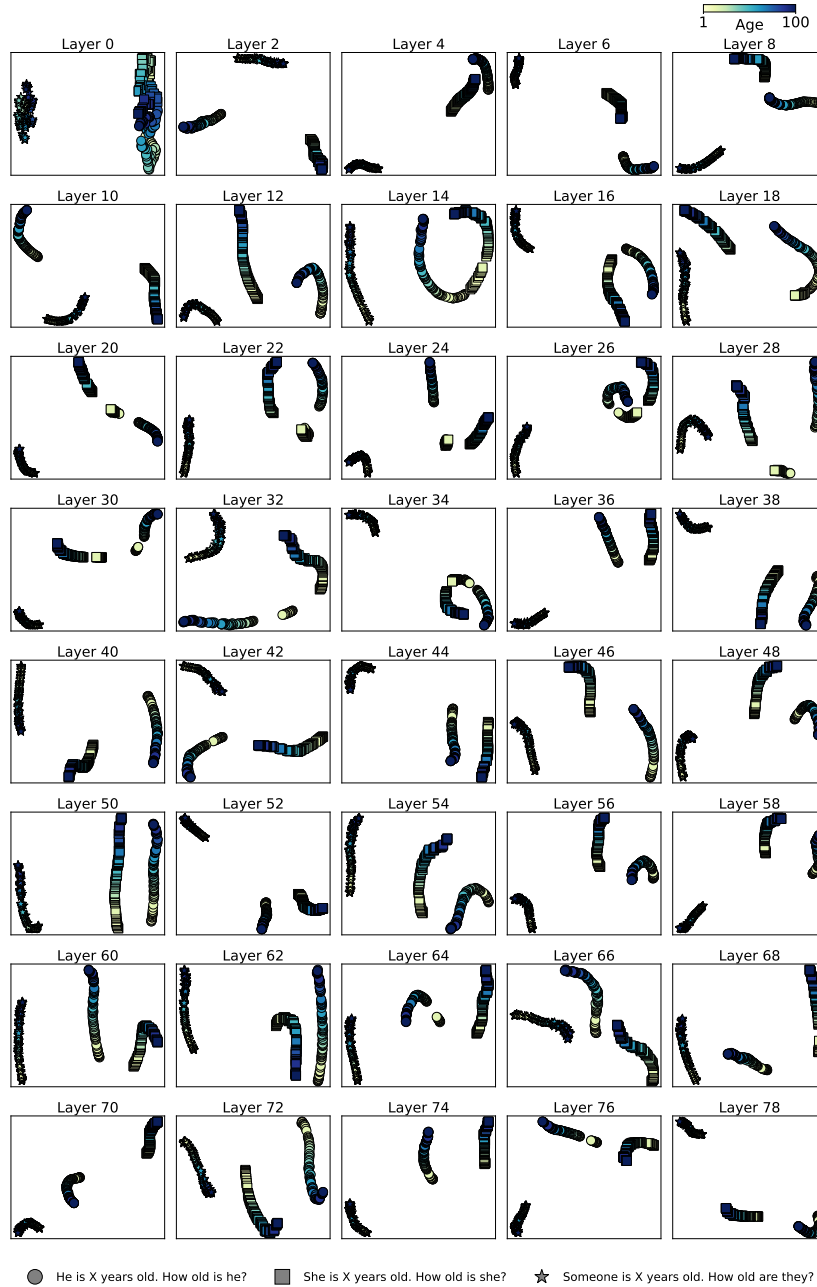 1 Age 100
Layer 0 Layer 2 Layer 4 Layer 6 Layer 8
Layer 10 Layer 12 Layer 14 Layer 16 Layer 18
Layer 20 Layer 22 Layer 24 Layer 26 Layer 28
Layer 30 Layer 32 Layer 34 Layer 36 Layer 38
Layer 40 Layer 42 Layer 44 Layer 46 Layer 48
Layer 50 Layer 52 Layer 54 Layer 56 Layer 58
Layer 60 Layer 62 Layer 64 Layer 66 Layer 68
Layer 70 Layer 72 Layer 74 Layer 76 Layer 78
He is X years old. How old is he? She is X years old. How old is she? Someone is X years old. How old are they?